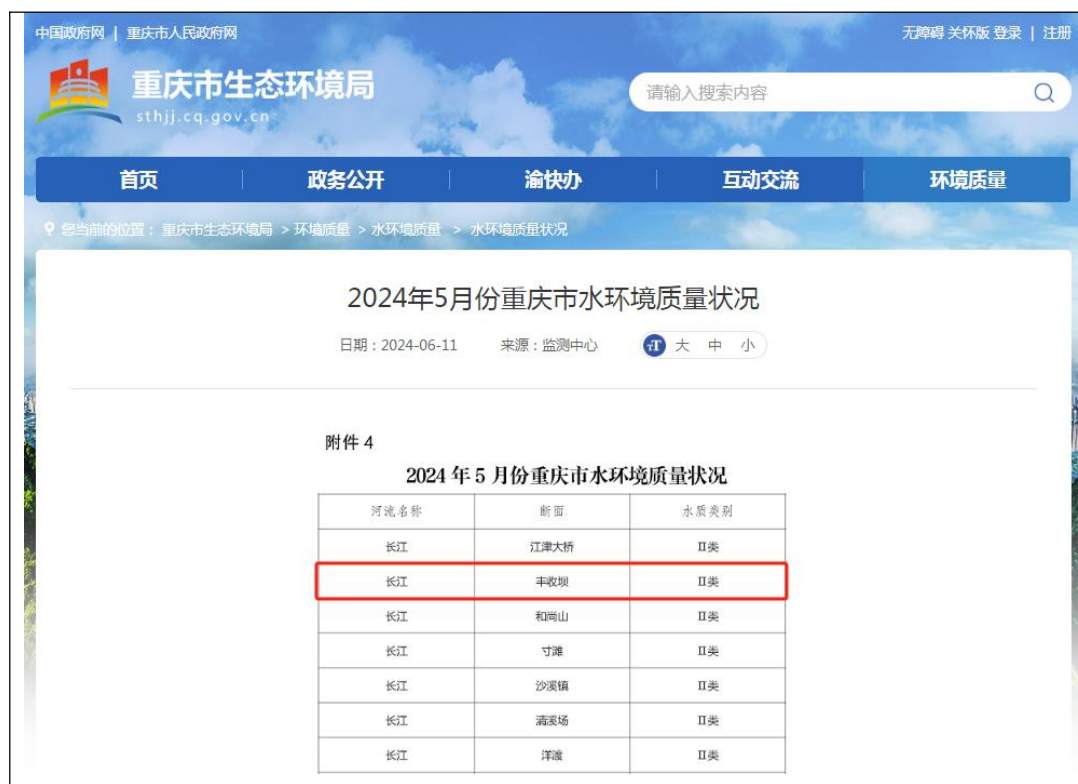 中国政府网 | 重庆市人民政府网 无障碍 关怀版 登录 | 注册
重庆市生态环境局
sthjj.cq.gov.cn
请输入搜索内容
首页 政务公开 渝快办 互动交流 环境质量
您当前的位置：重庆市生态环境局 > 环境质量 > 水环境质量 > 水环境质量状况
2024年5月份重庆市水环境质量状况
日期：2024-06-11 来源：监测中心 大 中 小
附件 4
2024 年 5 月份重庆市水环境质量状况
河流名称 断面 水质类别
长江 江津大桥 II类
长江 丰收坝 II类
长江 和尚山 II类
长江 寸滩 II类
长江 沙溪镇 II类
长江 清溪场 II类
长江 洋渡 II类